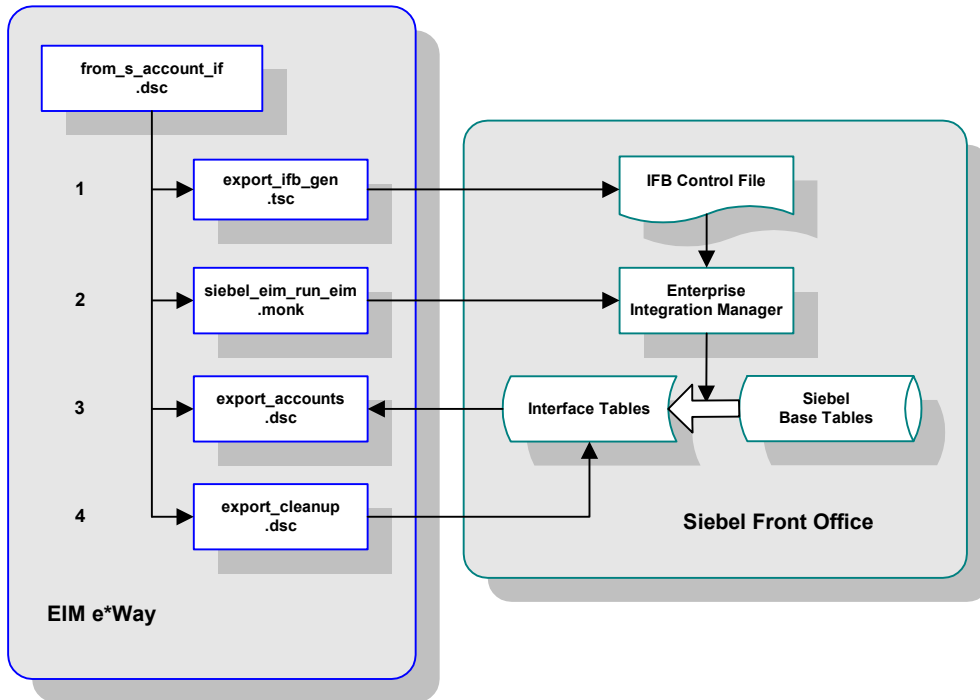 from_s_account_if
.dsc
1
export_ifb_gen
.tsc
IFB Control File
2
siebel_eim_run_eim
.monk
Enterprise
Integration Manager
3
export_accounts
.dsc
Interface Tables
Siebel
Base Tables
4
export_cleanup
.dsc
Siebel Front Office
EIM e*Way